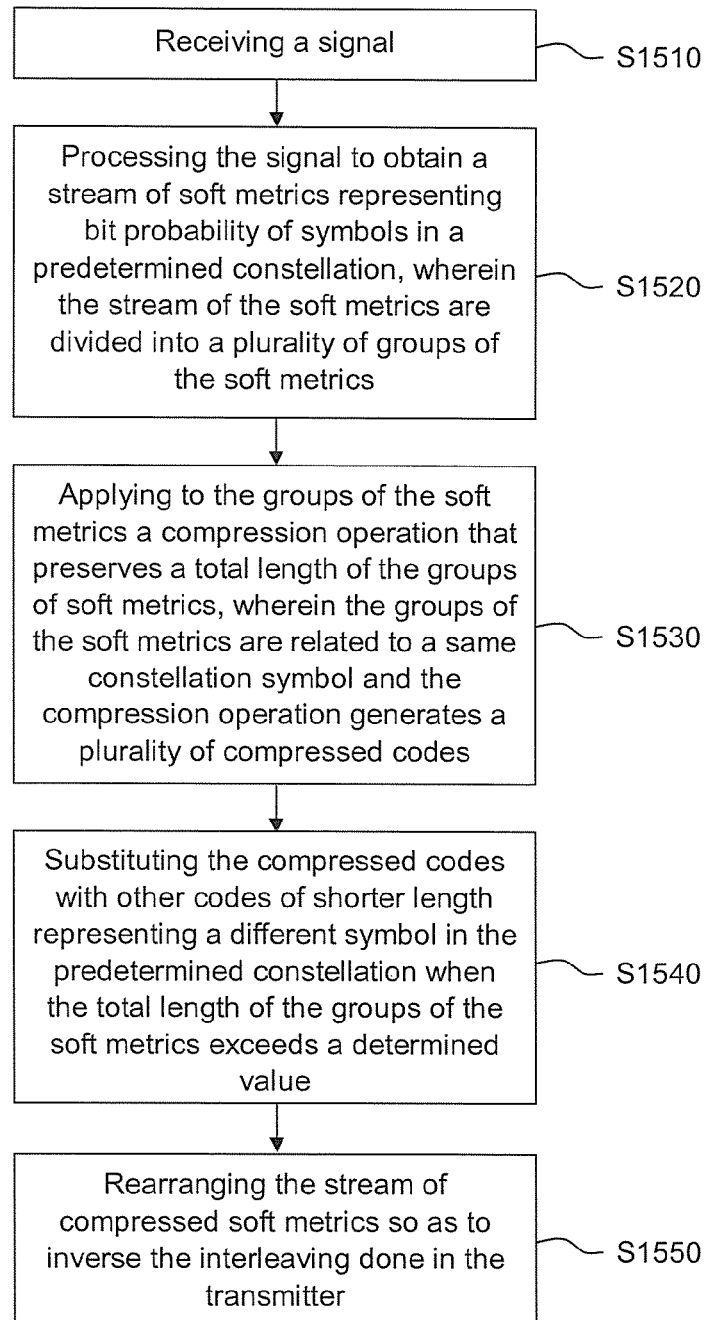 Receiving a signal
S1510
Processing the signal to obtain a
stream of soft metrics representing
bit probability of symbols in a
predetermined constellation, wherein
the stream of the soft metrics are
divided into a plurality of groups of
the soft metrics
S1520
Applying to the groups of the soft
metrics a compression operation that
preserves a total length of the groups
of soft metrics, wherein the groups of
the soft metrics are related to a same
constellation symbol and the
compression operation generates a
plurality of compressed codes
S1530
Substituting the compressed codes
with other codes of shorter length
representing a different symbol in the
predetermined constellation when
the total length of the groups of the
soft metrics exceeds a determined
value
S1540
Rearranging the stream of
compressed soft metrics so as to
inverse the interleaving done in the
transmitter
S1550